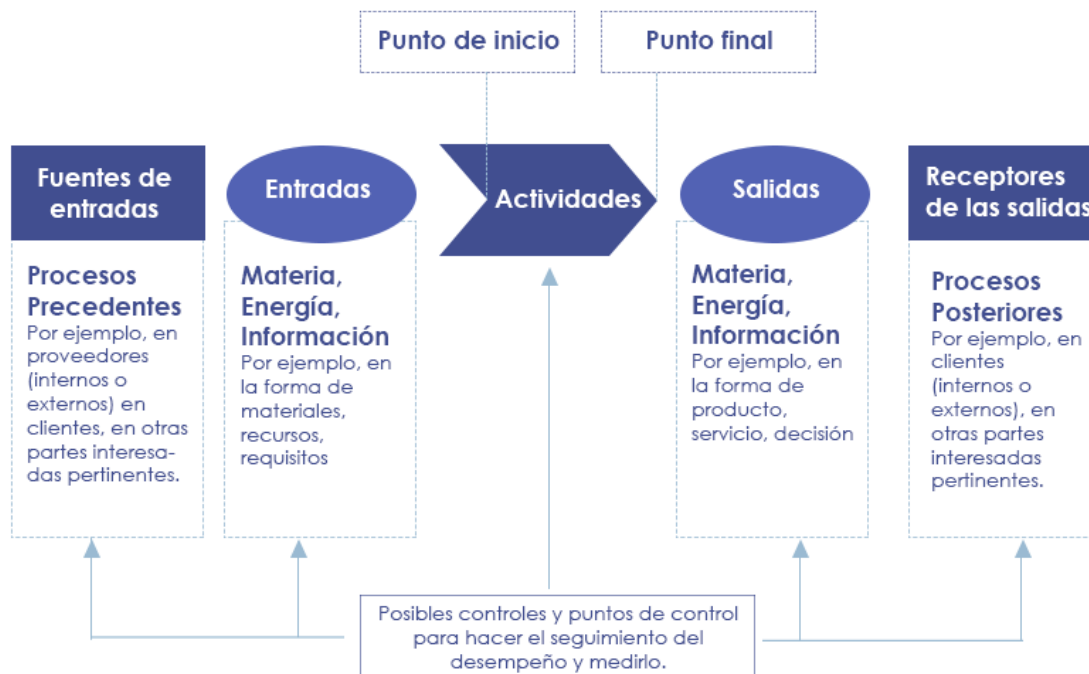 Punto de inicio
Punto final
Fuentes de
entradas
Procesos
Precedentes
Por ejemplo, en
proveedores
(internos o
externos) en
clientes, en otras
partes interesa-
das pertinentes.
Entradas
Materia,
Energía,
Información
Por ejemplo, en
la forma de
materiales,
recursos,
requisitos
Actividades
Salidas
Materia,
Energía,
Información
Por ejemplo, en
la forma de
producto,
servicio, decisión
Receptores
de las salidas
Procesos
Posteriores
Por ejemplo, en
clientes
(internos o
externos), en
otras partes
interesadas
pertinentes.
Posibles controles y puntos de control
para hacer el seguimiento del
desempeño y medirlo.